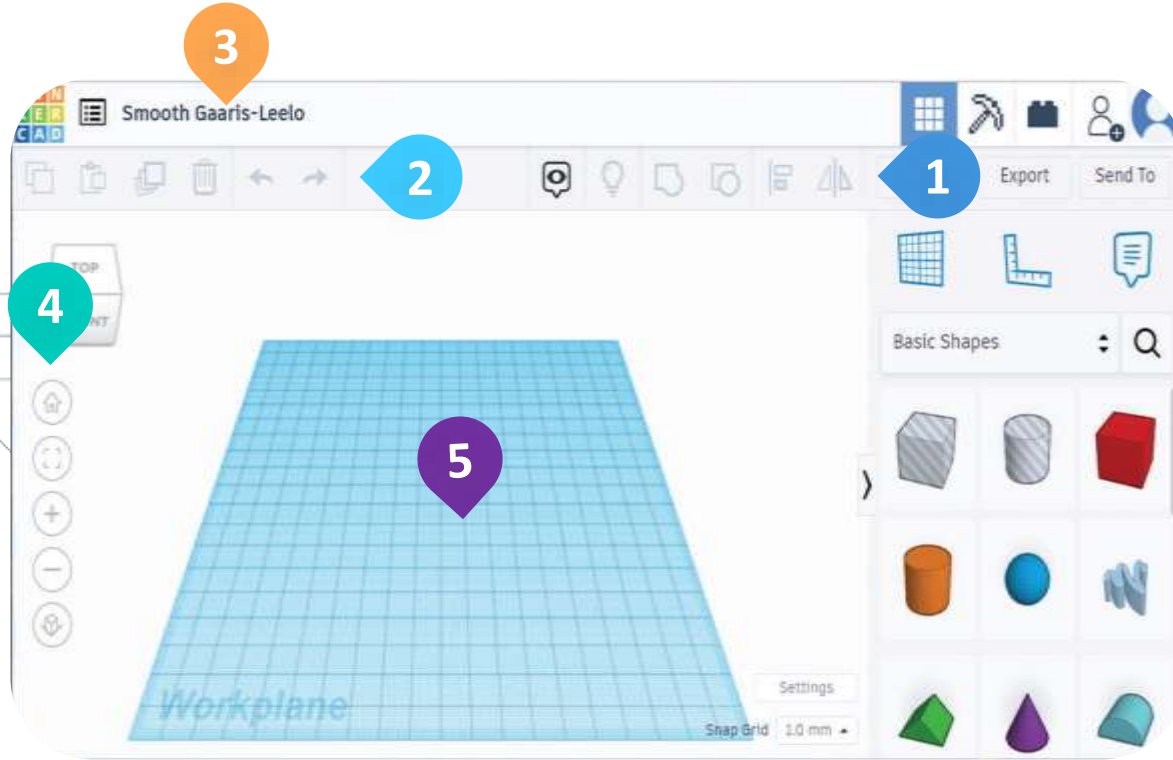 3
Smooth Gaaris-Leelo
2
1
Export
Send To
TOP
4
5
Basic Shapes
Workplane
Settings
Snap Grid
1.0 mm